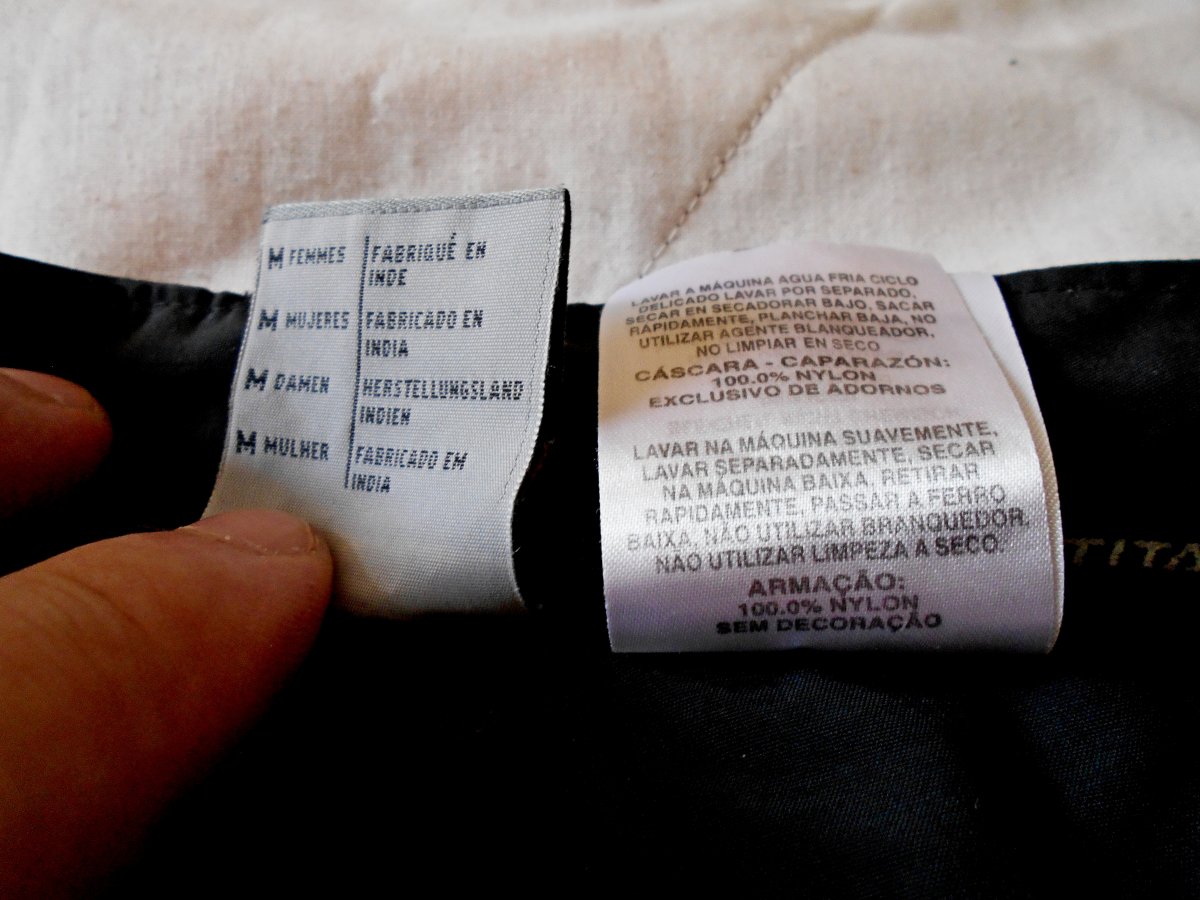 M FEMMES
FABRIQUÉ EN
INDE
M MUJERES
FABRICADO EN
INDIA
M DAMEN
HERSTELLUNGSLAND
INDIEN
M MULHER
FABRICADO EM
INDIA
LAVAR A MÁQUINA AGUA FRIA CICLO
DELICADO LAVAR POR SEPARADO,
SECAR EN SECADORAR BAJO, SACAR
RAPIDAMENTE, PLANCHAR BAJA, NO
UTILIZAR AGENTE BLANQUEADOR.
NO LIMPIAR EN SECO
CÁSCARA - CAPARAZÓN:
100.0% NYLON
EXCLUSIVO DE ADORNOS
LAVAR NA MÁQUINA SUAVEMENTE,
LAVAR SEPARADAMENTE, SECAR
NA MÁQUINA BAIXA, RETIRAR
RAPIDAMENTE, PASSAR A FERRO
BAIXA, NÃO UTILIZAR BRANQUEDOR.
NÃO UTILIZAR LIMPEZA A SECO.
ARMAÇÃO:
100.0% NYLON
SEM DECORAÇÃO
TITA